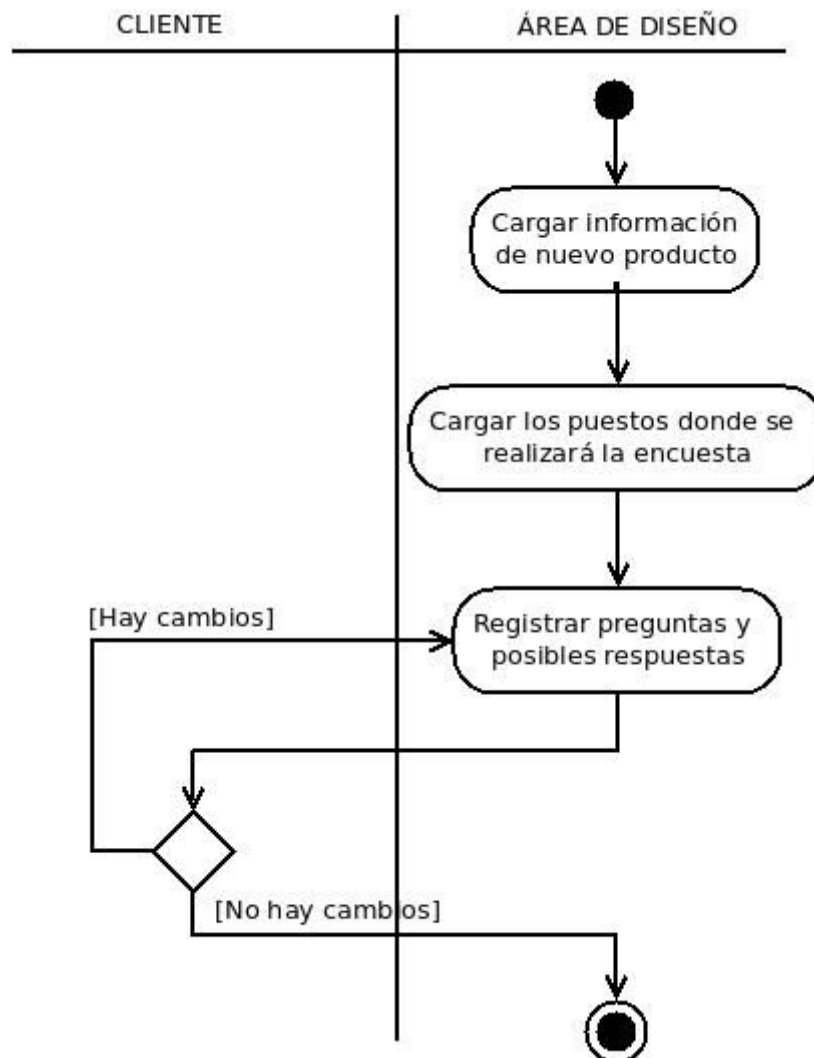 CLIENTE
ÁREA DE DISEÑO
Cargar información
de nuevo producto
Cargar los puestos donde se
realizará la encuesta
[Hay cambios]
Registrar preguntas y
posibles respuestas
[No hay cambios]